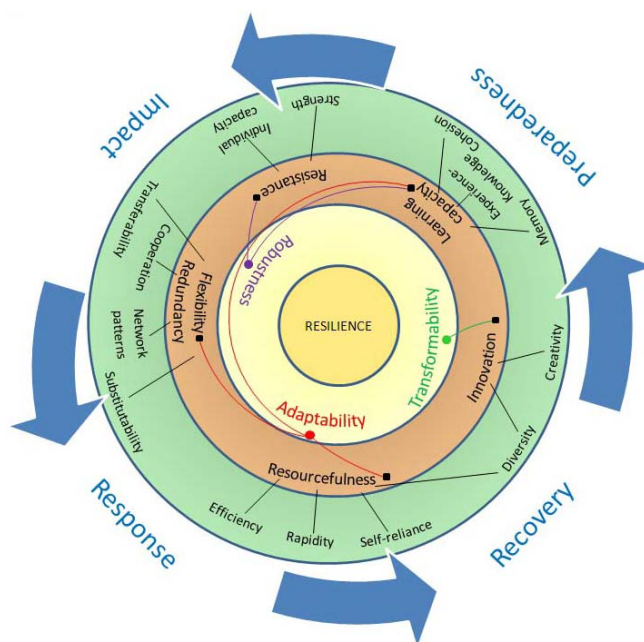 Preparedness
Impact
Response
Recovery
Strength
Individual
capacity
Transferability
Cooperation
Network
patterns
Substitutability
Efficiency
Rapidity
Self-reliance
Diversity
Creativity
Memory
Experience-
Knowledge
Cohesion
Resistance
Learning
capacity
Flexibility
Redundancy
Innovation
Resourcefulness
Robustness
Transformability
Adaptability
RESILIENCE